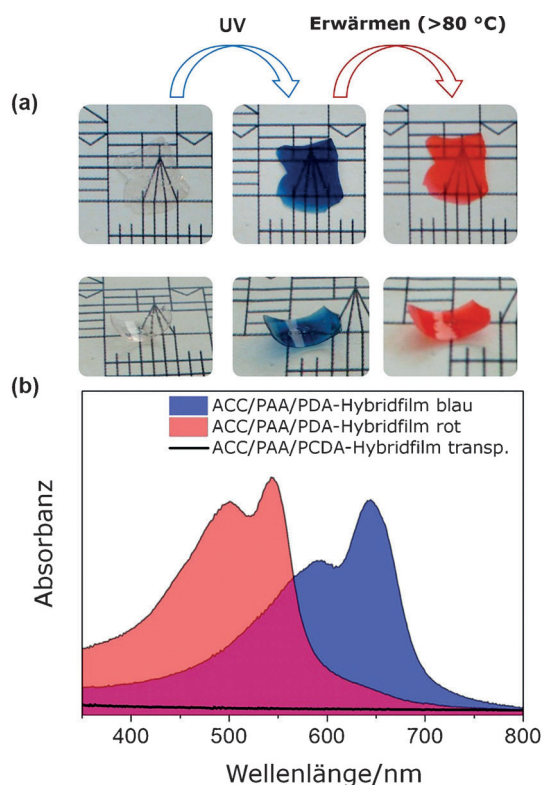 UV
Erwärmen (>80 °C)
(a)
(b)
ACC/PAA/PDA-Hybridfilm blau
ACC/PAA/PDA-Hybridfilm rot
ACC/PAA/PCDA-Hybridfilm transp.
Absorbanz
400
500
600
700
800
Wellenlänge/nm